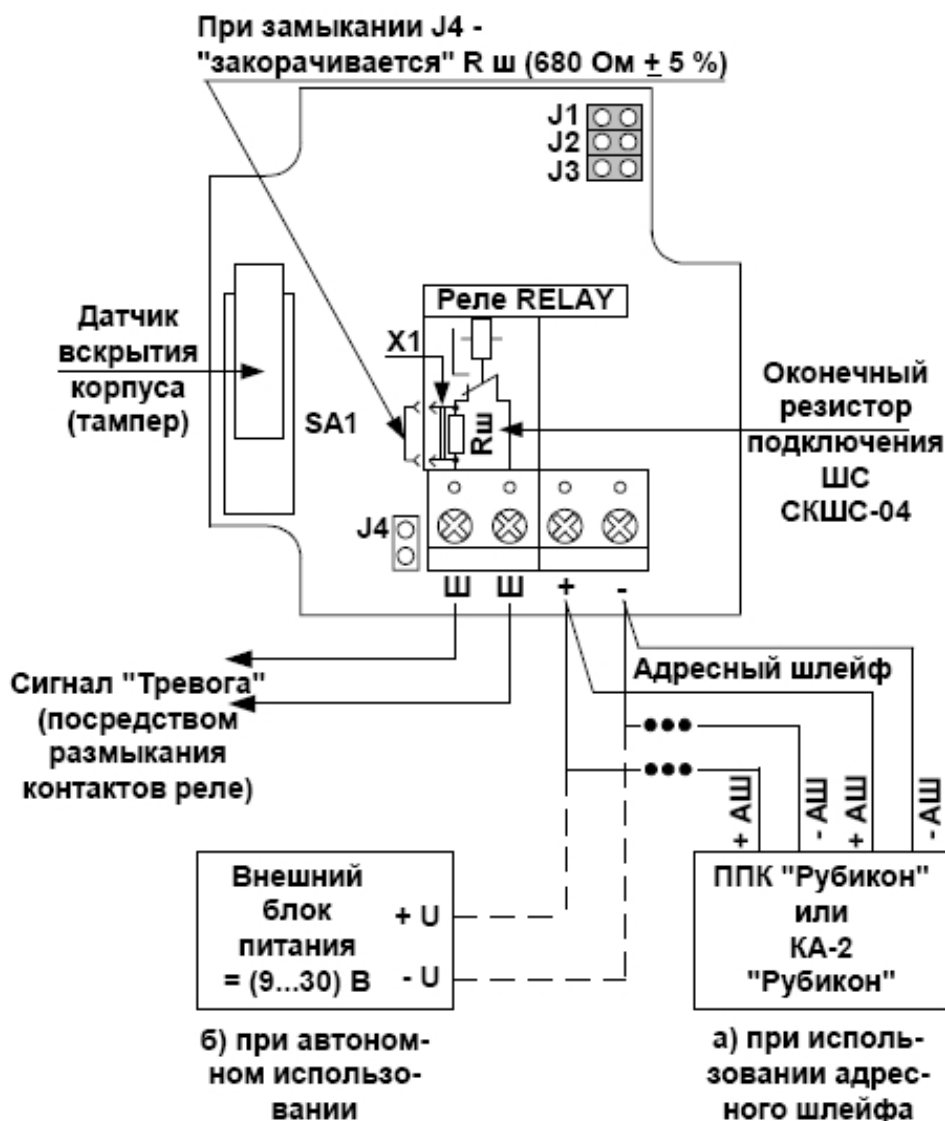 При замыкании J4 -
"закорачивается" R ш (680 Ом ± 5 %)
J1
J2
J3
Реле RELAY
Датчик
вскрытия
корпуса
(тампер)
X1
SA1
Rш
Оконечный
резистор
подключения
ШС
СКШС-04
J4
Ш Ш + -
Сигнал "Тревога"
(посредством
размыкания
контактов реле)
Адресный шлейф
+ АШ
- АШ
+ АШ
- АШ
Внешний
блок
питания
= (9...30) В
+ U
- U
ППК "Рубикон"
или
КА-2
"Рубикон"
б) при автоном-
ном использо-
вании
а) при исполь-
зовании адрес-
ного шлейфа